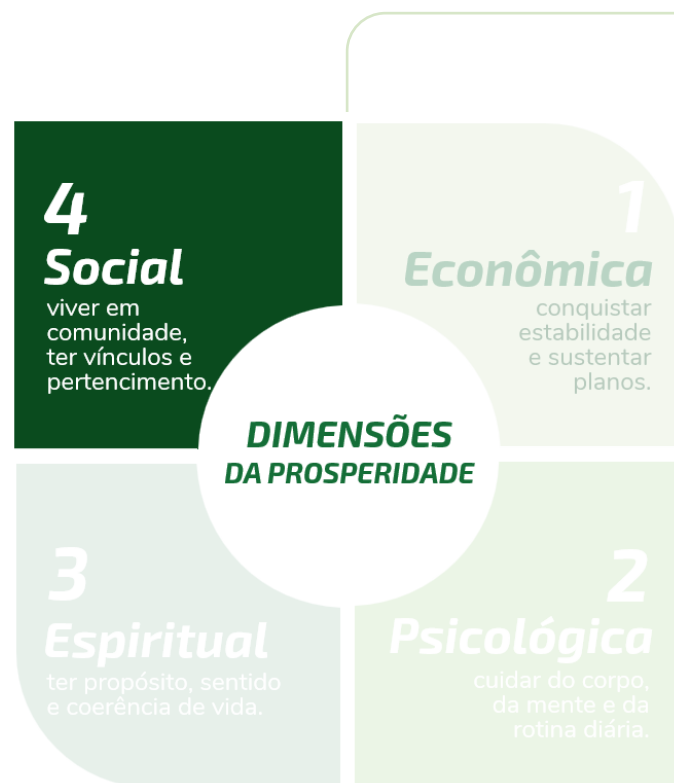 4
Social
viver em
comunidade,
ter vínculos e
pertencimento.
1
Econômica
conquistar
estabilidade
e sustentar
planos.
DIMENSÕES
DA PROSPERIDADE
3
Espiritual
ter propósito, sentido
e coerência de vida.
2
Psicológica
cuidar do corpo,
da mente e da
rotina diária.